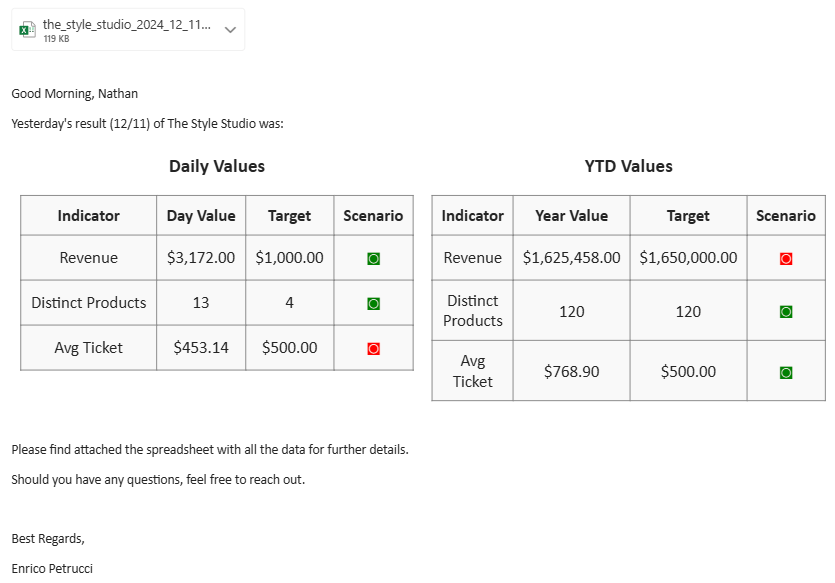 the_style_studio_2024_12_11...
119 KB
Good Morning, Nathan
Yesterday's result (12/11) of The Style Studio was:
Daily Values
Indicator Day Value Target Scenario
Revenue $3,172.00 $1,000.00
Distinct Products 13 4
Avg Ticket $453.14 $500.00
YTD Values
Indicator Year Value Target Scenario
Revenue $1,625,458.00 $1,650,000.00
Distinct
Products 120 120
Avg
Ticket $768.90 $500.00
Please find attached the spreadsheet with all the data for further details.
Should you have any questions, feel free to reach out.
Best Regards,
Enrico Petrucci